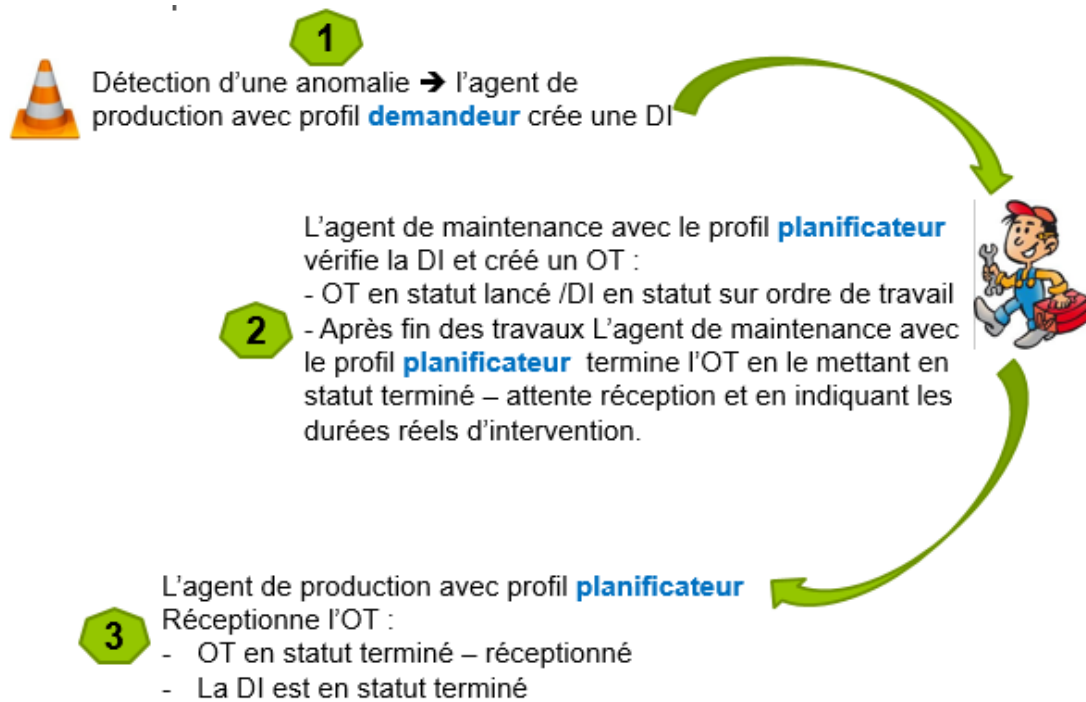 1
Détection d’une anomalie ➔ l’agent de
production avec profil demandeur crée une DI
L’agent de maintenance avec le profil planificateur
vérifie la DI et créé un OT :
- OT en statut lancé /DI en statut sur ordre de travail
2
- Après fin des travaux L’agent de maintenance avec
le profil planificateur termine l’OT en le mettant en
statut terminé – attente réception et en indiquant les
durées réels d’intervention.
L’agent de production avec profil planificateur
Réceptionne l’OT :
3
- OT en statut terminé – réceptionné
- La DI est en statut terminé